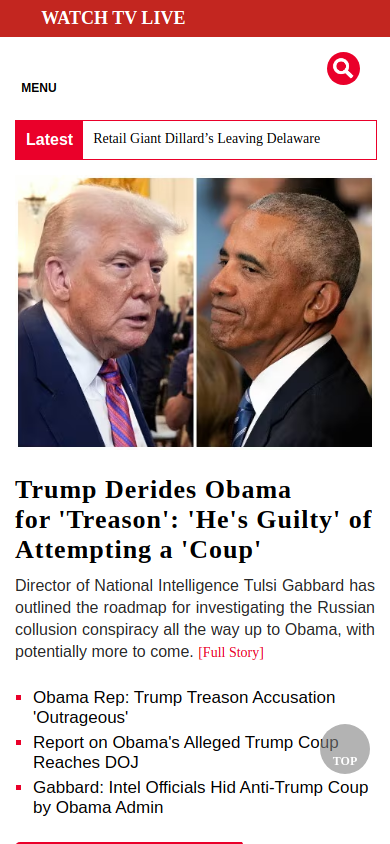 WATCH TV LIVE
MENU
Latest Retail Giant Dillard’s Leaving Delaware
Trump Derides Obama
for 'Treason': 'He's Guilty' of
Attempting a 'Coup'
Director of National Intelligence Tulsi Gabbard has
outlined the roadmap for investigating the Russian
collusion conspiracy all the way up to Obama, with
potentially more to come. [Full Story]
Obama Rep: Trump Treason Accusation
'Outrageous'
Report on Obama's Alleged Trump Coup
Reaches DOJ
TOP
Gabbard: Intel Officials Hid Anti-Trump Coup
by Obama Admin